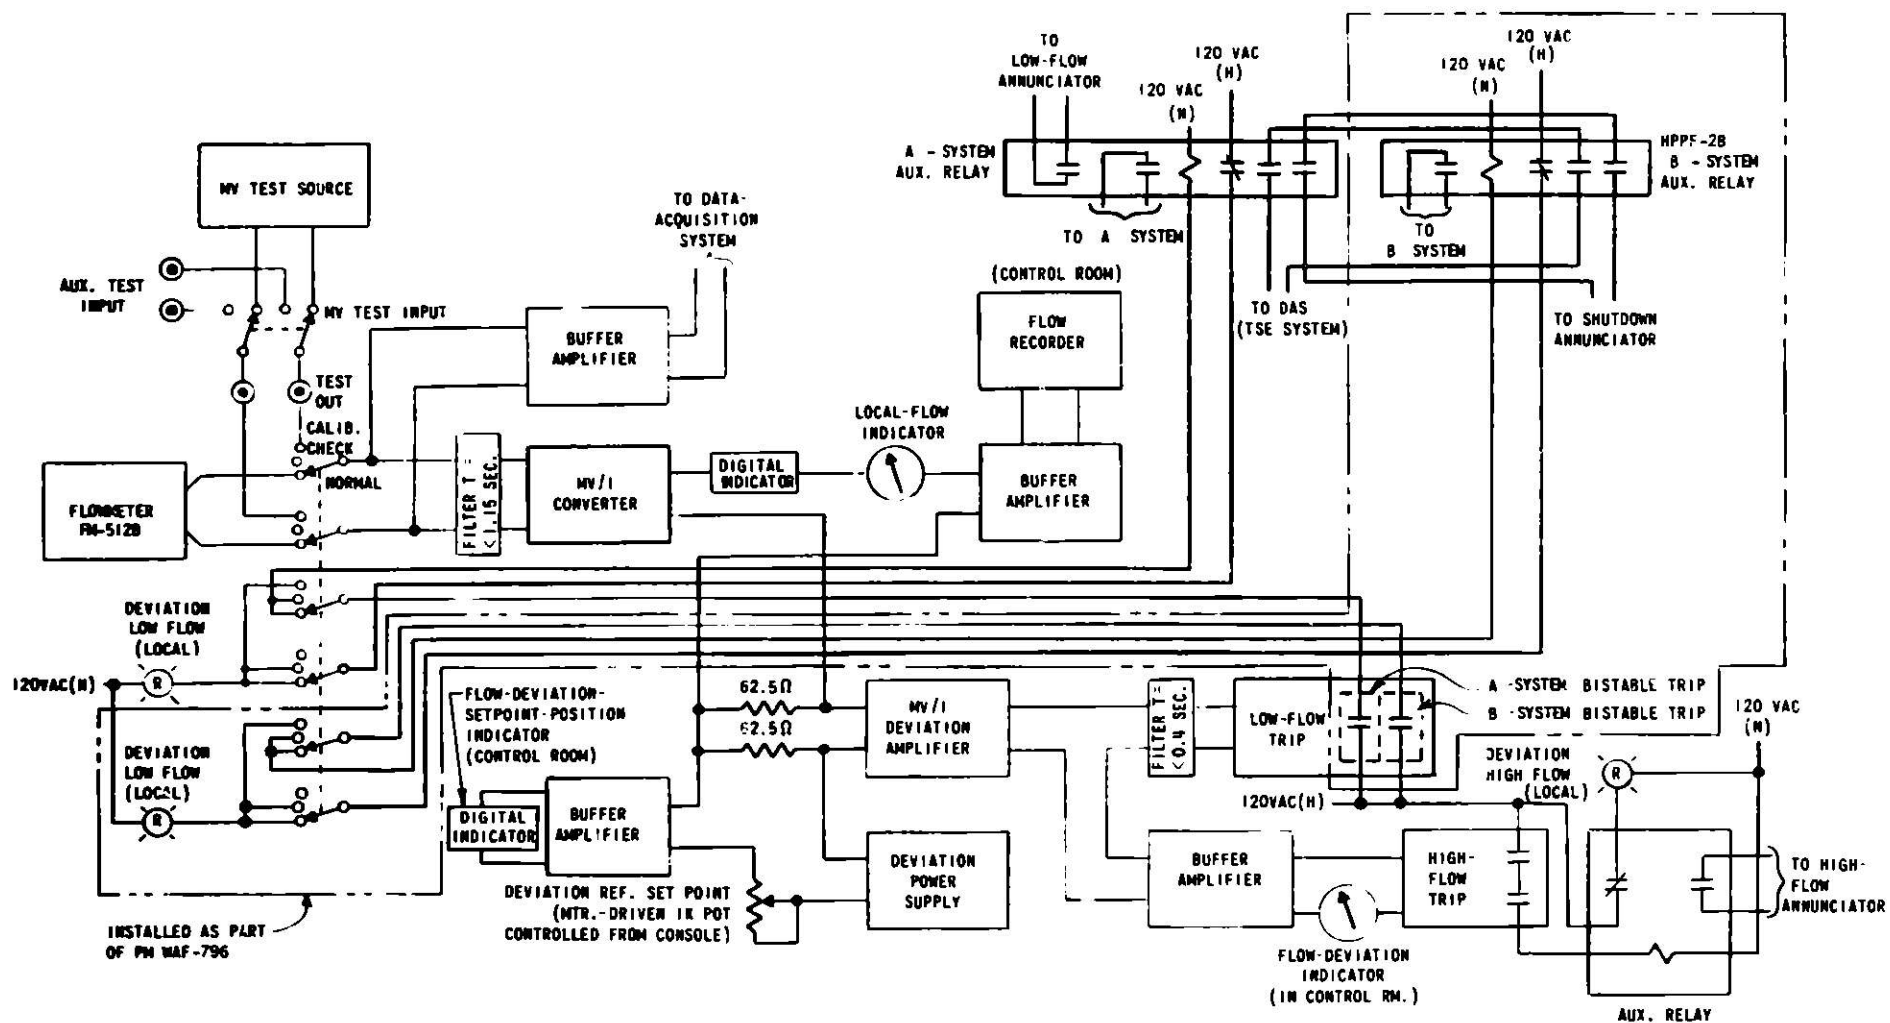 TO
LOW-FLOW
ANNUNCIATOR
120 VAC
(N)
120 VAC
(H)
120 VAC
(N)
120 VAC
(H)
A - SYSTEM
AUX. RELAY
HPPF-2B
B - SYSTEM
AUX. RELAY
TO A SYSTEM
TO
B SYSTEM
MV TEST SOURCE
TO DATA-
ACQUISITION
SYSTEM
AUX. TEST
INPUT
MV TEST INPUT
(CONTROL ROOM)
FLOW
RECORDER
TO DAS
(TSE SYSTEM)
TO SHUTDOWN
ANNUNCIATOR
BUFFER
AMPLIFIER
TEST
OUT
CALIB.
CHECK
NORMAL
LOCAL-FLOW
INDICATOR
FLOWMETER
FM-512B
FILTER T =
<1.15 SEC.
MV/I
CONVERTER
DIGITAL
INDICATOR
BUFFER
AMPLIFIER
DEVIATION
LOW FLOW
(LOCAL)
120VAC(N)
R
DEVIATION
LOW FLOW
(LOCAL)
R
FLOW-DEVIATION-
SETPOINT-POSITION
INDICATOR
(CONTROL ROOM)
62.5Ω
62.5Ω
MV/I
DEVIATION
AMPLIFIER
FILTER T=
<0.4 SEC.
LOW-FLOW
TRIP
A -SYSTEM BISTABLE TRIP
B -SYSTEM BISTABLE TRIP
120 VAC
(N)
DEVIATION
HIGH FLOW
(LOCAL)
R
120VAC(H)
DIGITAL
INDICATOR
BUFFER
AMPLIFIER
DEVIATION
POWER
SUPPLY
BUFFER
AMPLIFIER
HIGH-
FLOW
TRIP
TO HIGH-
FLOW
ANNUNCIATOR
DEVIATION REF. SET POINT
(MTR.-DRIVEN 1K POT
CONTROLLED FROM CONSOLE)
INSTALLED AS PART
OF PM WAF-796
FLOW-DEVIATION
INDICATOR
(IN CONTROL RM.)
AUX. RELAY